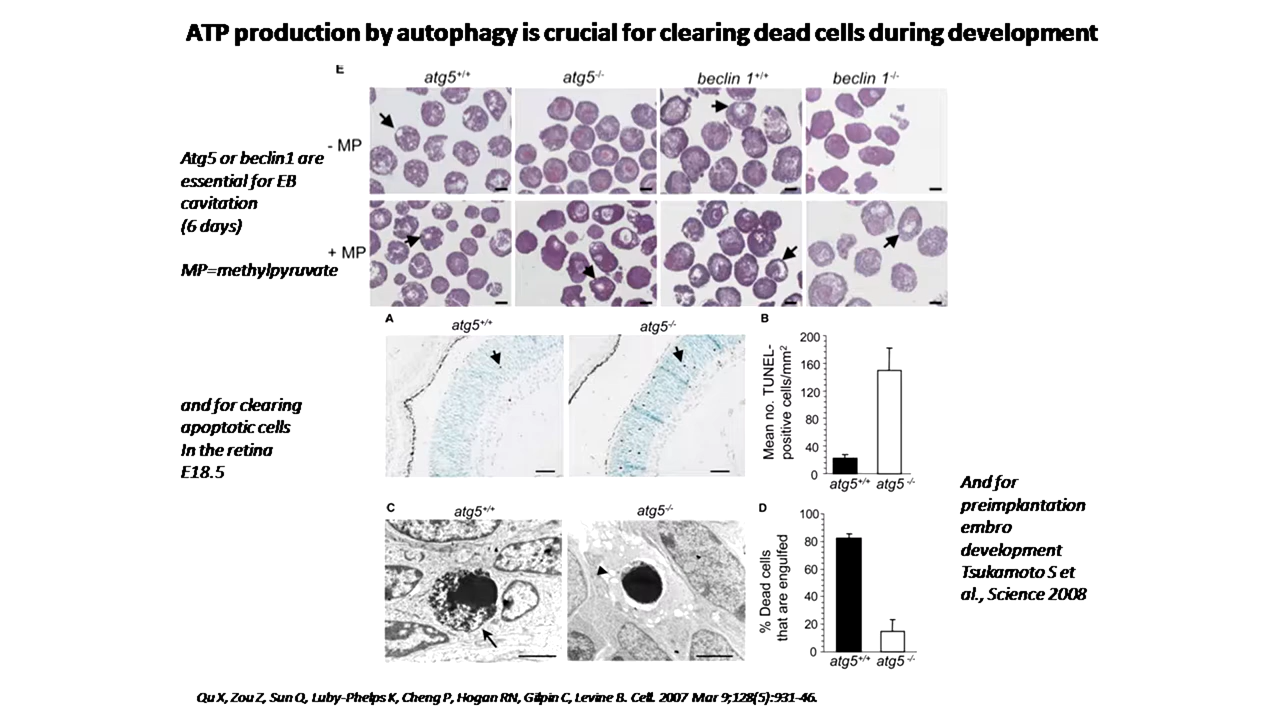 ATP production by autophagy is crucial for clearing dead cells during development
E
atg5+/+
atg5-/-
beclin 1+/+
beclin 1-/-
- MP
+ MP
Atg5 or beclin1 are
essential for EB
cavitation
(6 days)
MP=methylpyruvate
A
atg5+/+
atg5-/-
B
Mean no. TUNEL-
positive cells/mm²
200
160
120
80
40
0
atg5+/+
atg5-/-
and for clearing
apoptotic cells
In the retina
E18.5
C
atg5+/+
atg5-/-
D
% Dead cells
that are engulfed
100
80
60
40
20
0
atg5+/+
atg5-/-
And for
preimplantation
embro
development
Tsukamoto S et
al., Science 2008
Qu X, Zou Z, Sun Q, Luby-Phelps K, Cheng P, Hogan RN, Gilpin C, Levine B. Cell. 2007 Mar 9;128(5):931-46.